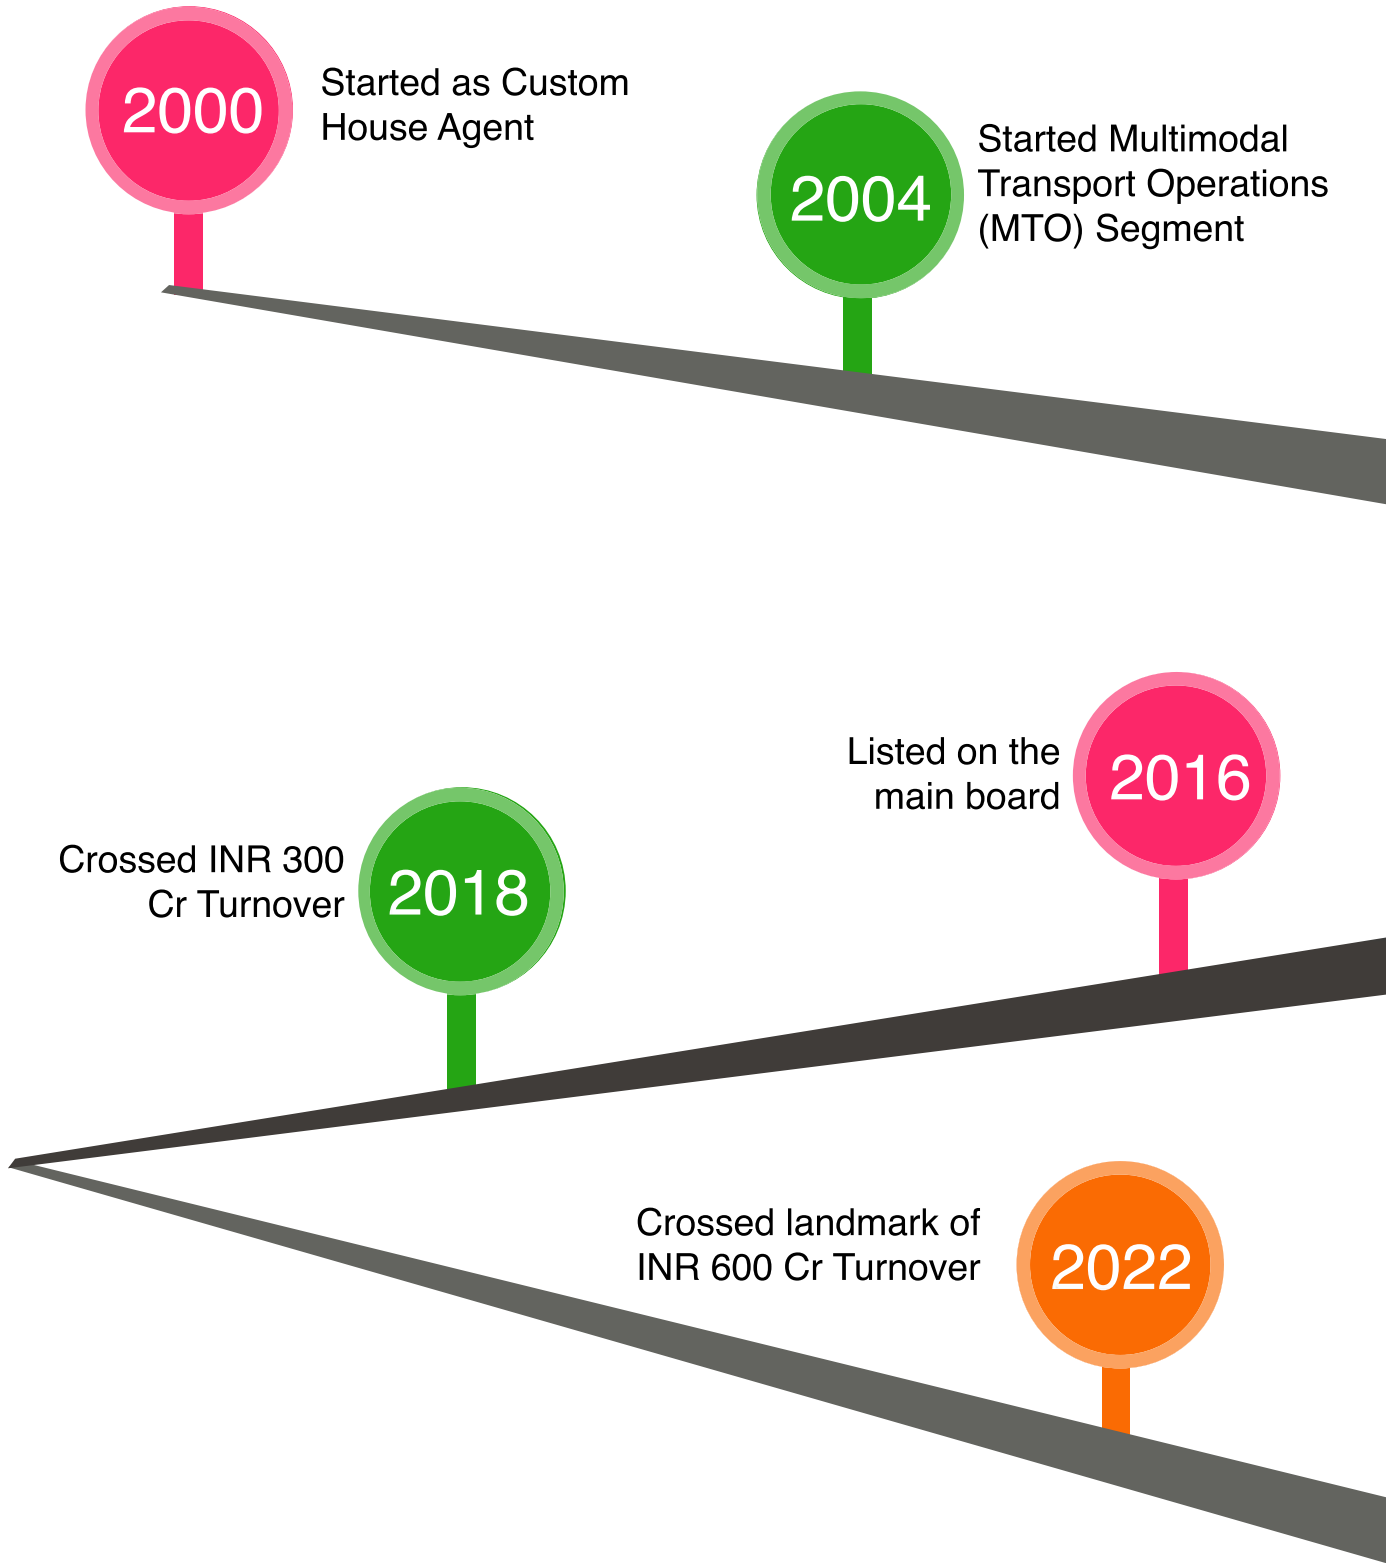 2000
Started as Custom
House Agent
2004
Started Multimodal
Transport Operations
(MTO) Segment
2016
Listed on the
main board
2018
Crossed INR 300
Cr Turnover
2022
Crossed landmark of
INR 600 Cr Turnover